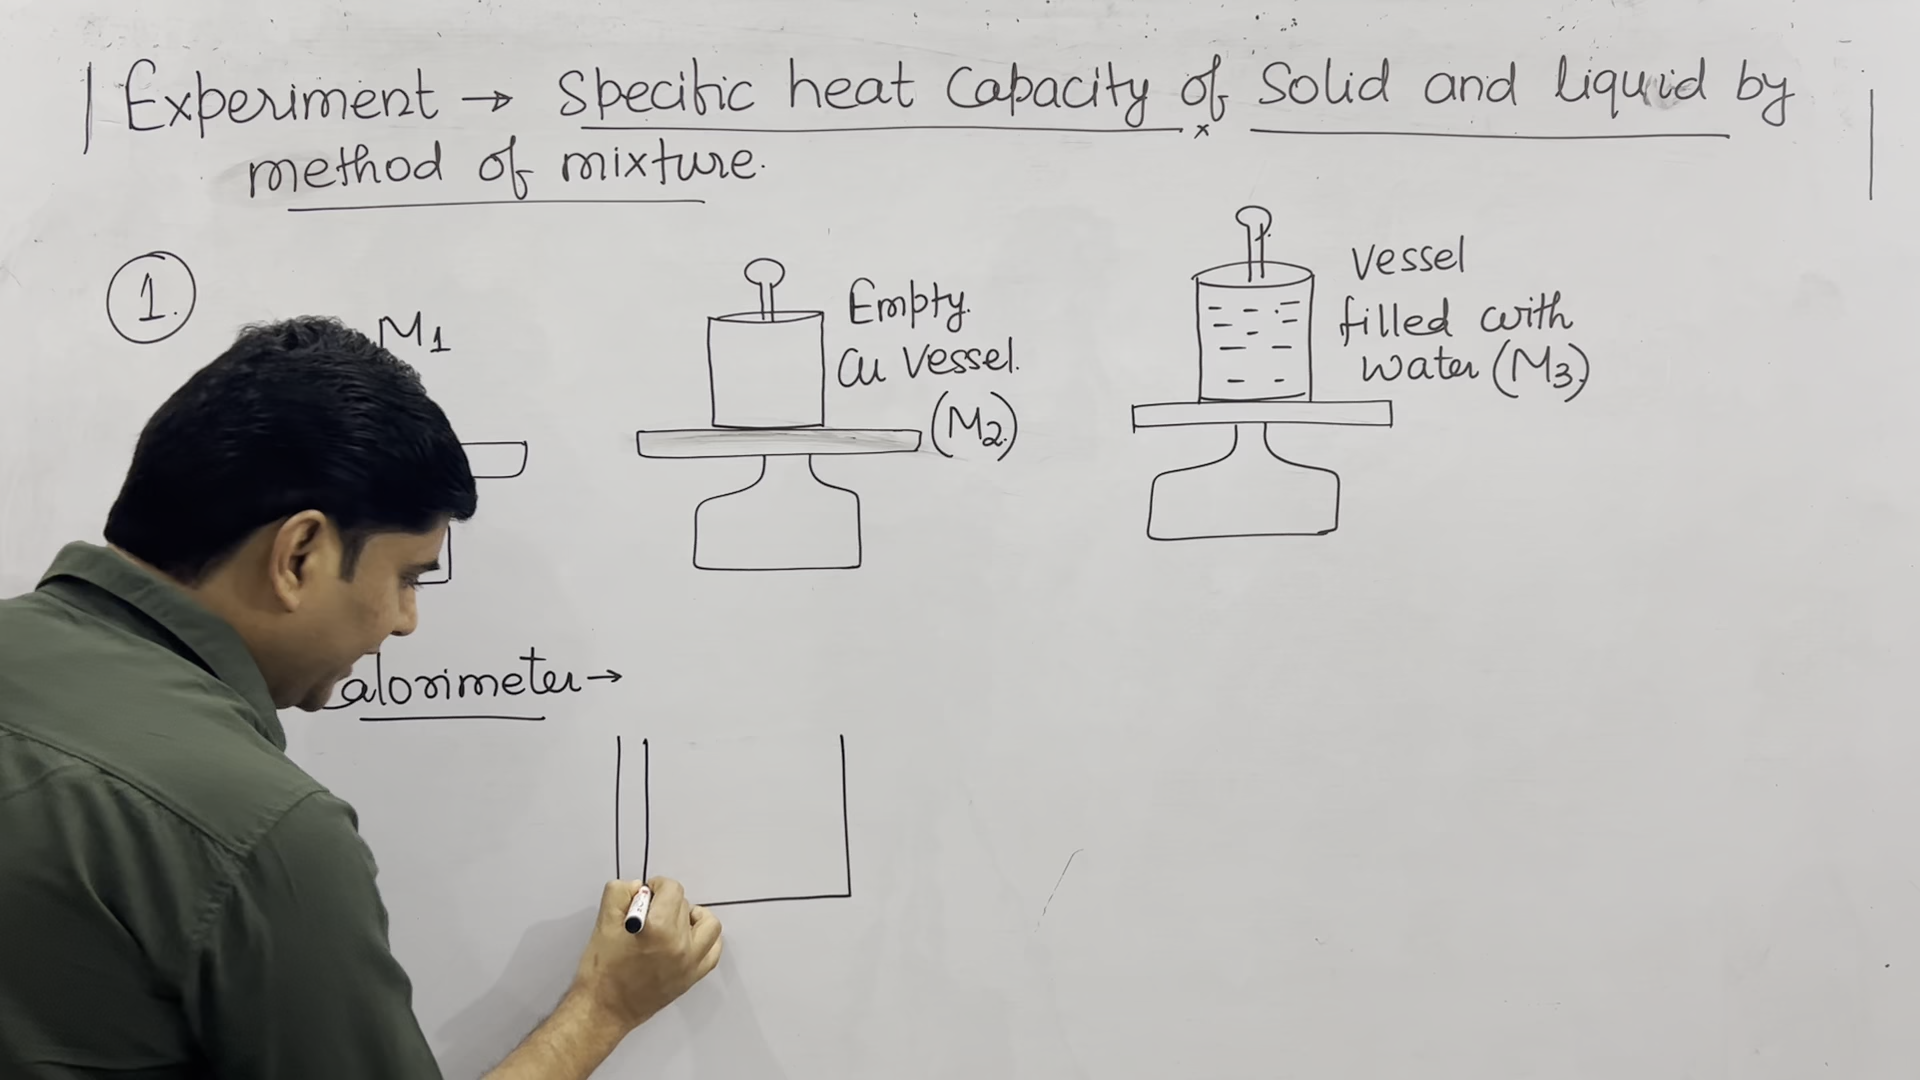 Experiment → Specific heat Capacity of Solid and liquid by
method of mixture.
1.
M1
Empty
Cu Vessel.
(M2)
Vessel
filled with
Water (M3)
alorimeter →